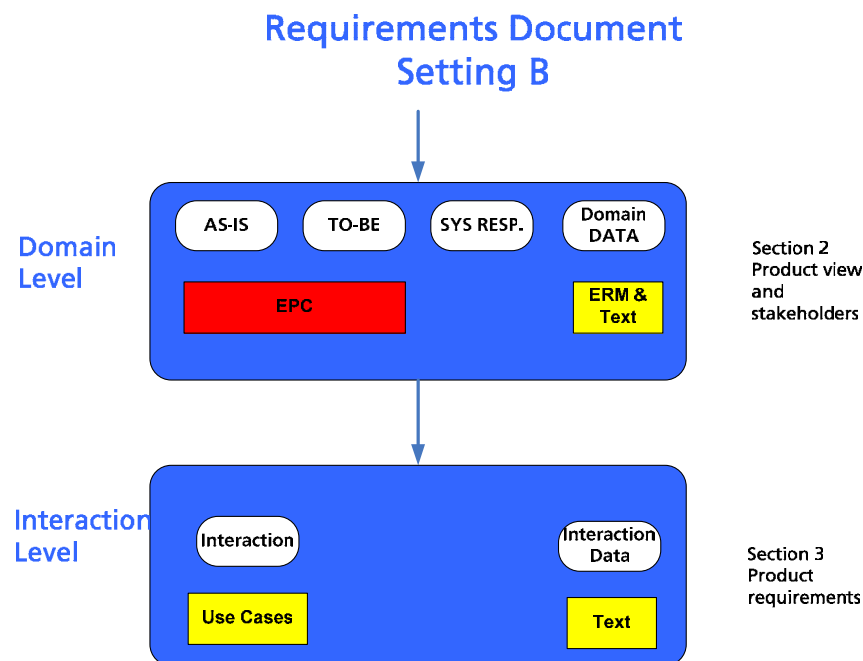 Requirements Document
Setting B
Domain
Level
AS-IS
TO-BE
SYS RESP.
Domain
DATA
EPC
ERM &
Text
Section 2
Product view
and
stakeholders
Interaction
Level
Interaction
Interaction
Data
Use Cases
Text
Section 3
Product
requirements